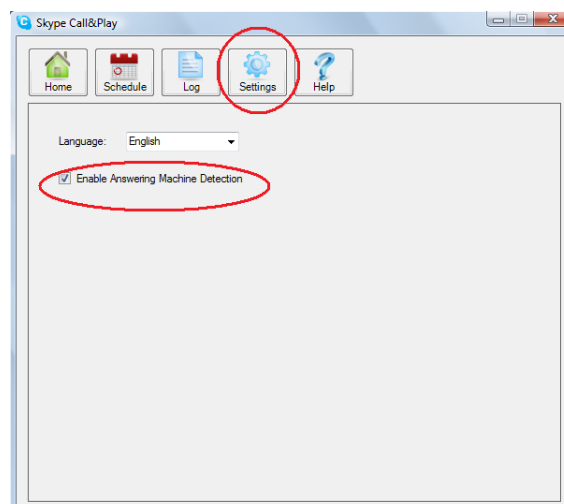 Skype Call&Play
Home Schedule Log Settings Help
Language: English
Enable Answering Machine Detection